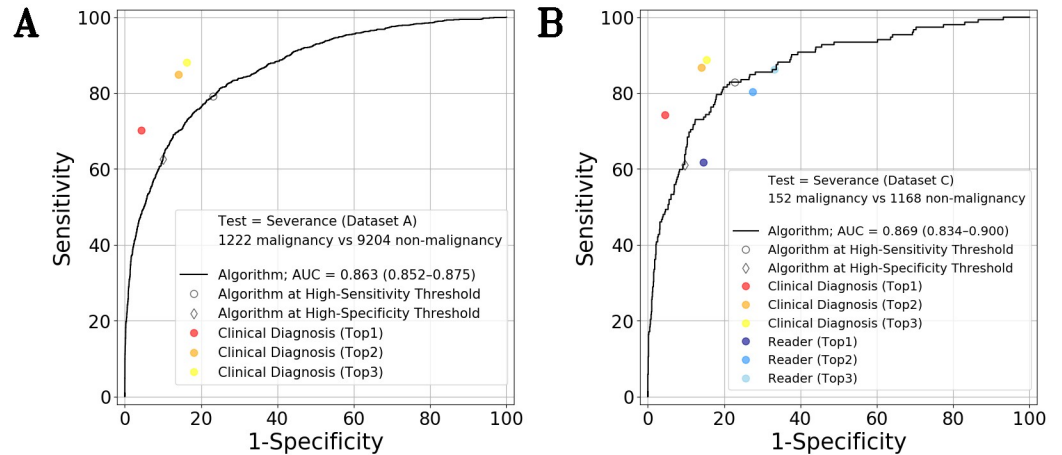 A
100
80
60
40
20
0
Sensitivity
Test = Severance (Dataset A)
1222 malignancy vs 9204 non-malignancy
Algorithm; AUC = 0.863 (0.852–0.875)
Algorithm at High-Sensitivity Threshold
Algorithm at High-Specificity Threshold
Clinical Diagnosis (Top1)
Clinical Diagnosis (Top2)
Clinical Diagnosis (Top3)
0 20 40 60 80 100
1-Specificity
B
100
80
60
40
20
0
Sensitivity
Test = Severance (Dataset C)
152 malignancy vs 1168 non-malignancy
Algorithm; AUC = 0.869 (0.834–0.900)
Algorithm at High-Sensitivity Threshold
Algorithm at High-Specificity Threshold
Clinical Diagnosis (Top1)
Clinical Diagnosis (Top2)
Clinical Diagnosis (Top3)
Reader (Top1)
Reader (Top2)
Reader (Top3)
0 20 40 60 80 100
1-Specificity